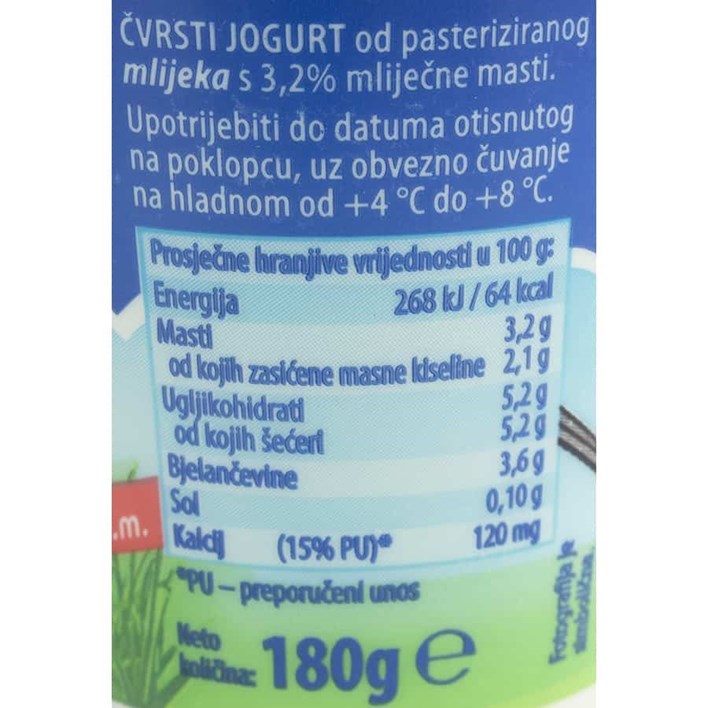 ČVRSTI JOGURT od pasteriziranog
mlijeka s 3,2% mliječne masti.
Upotrijebiti do datuma otisnutog
na poklopcu, uz obvezno čuvanje
na hladnom od +4 °C do +8 °C.
Prosječne hranjive vrijednosti u 100 g:
Energija 268 kJ / 64 kcal
Masti 3,2 g
od kojih zasićene masne kiseline 2,1 g
Ugljikohidrati 5,2 g
od kojih šećeri 5,2 g
Bjelančevine 3,6 g
Sol 0,10 g
Kalcij (15% PU)* 120 mg
*PU – preporučeni unos
Neto
količina: 180g e
.m.
Fotografija je
simbolična.